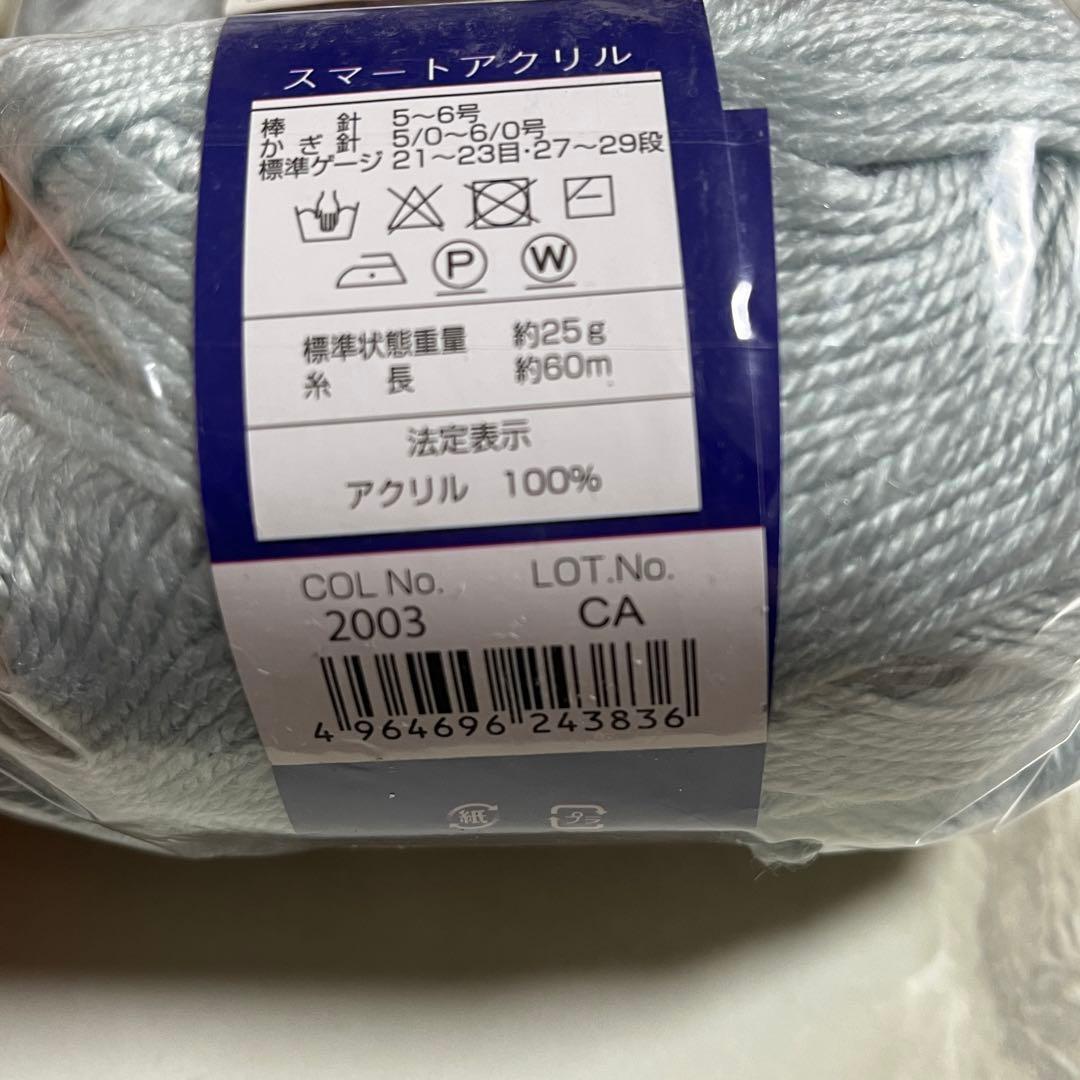 スマートアクリル
棒針 5～6号
かぎ針 5/0～6/0号
標準ゲージ 21～23目・27～29段
P W
標準状態重量 約25g
糸長 約60m
法定表示
アクリル 100%
COL No. LOT.No.
2003 CA
4 964696 243836
紙 プラ